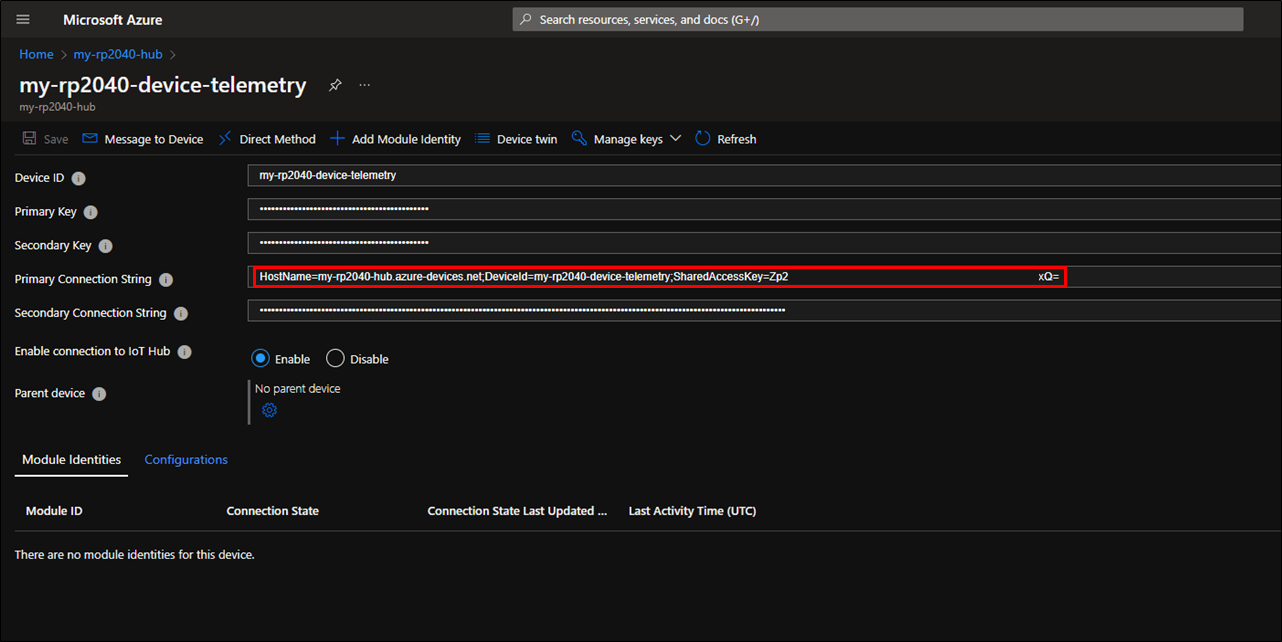 Microsoft Azure
Search resources, services, and docs (G+/)
Home > my-rp2040-hub >
my-rp2040-device-telemetry ...
my-rp2040-hub
Save Message to Device Direct Method Add Module Identity Device twin Manage keys Refresh
Device ID my-rp2040-device-telemetry
Primary Key
Secondary Key
Primary Connection String HostName=my-rp2040-hub.azure-devices.net;DeviceId=my-rp2040-device-telemetry;SharedAccessKey=Zp2 xQ=
Secondary Connection String
Enable connection to IoT Hub Enable Disable
Parent device No parent device
Module Identities Configurations
Module ID Connection State Connection State Last Updated ... Last Activity Time (UTC)
There are no module identities for this device.